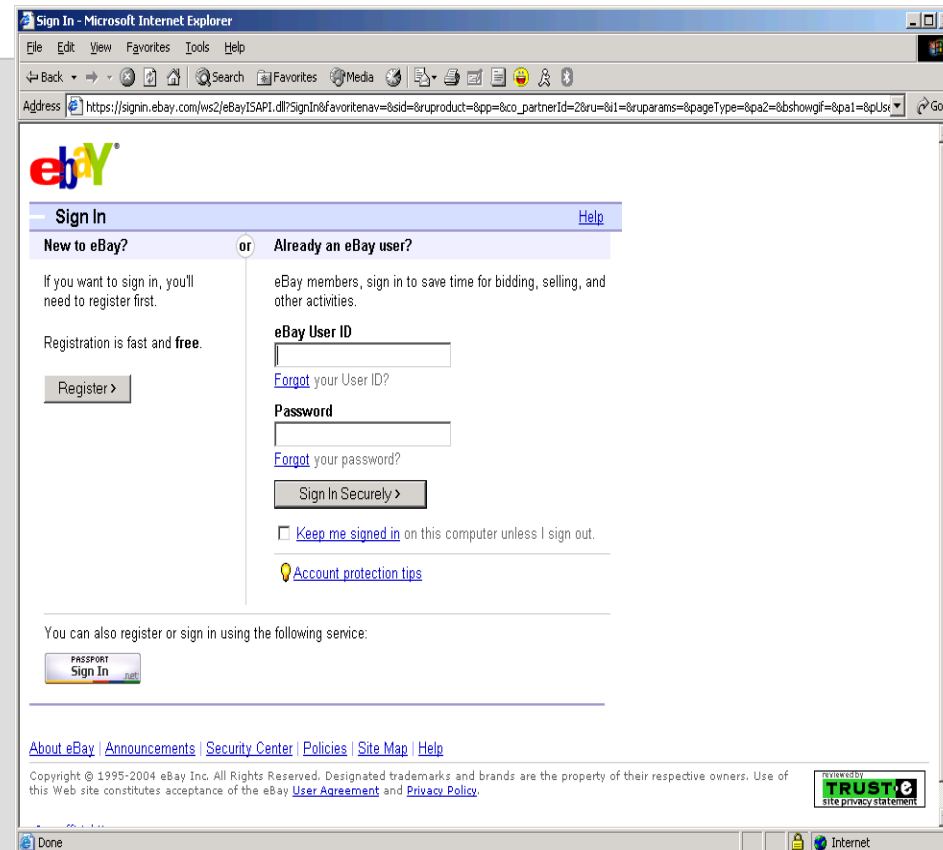 Sign In - Microsoft Internet Explorer
File Edit View Favorites Tools Help
Back Search Favorites Media
Address https://signin.ebay.com/ws2/eBayISAPI.dll?SignIn&favoritenav=&sid=&ruproduct=&pp=&co_partnerId=2&ru=&i1=&ruparams=&pageType=&pa2=&bshowgif=&pa1=&pUse Go
ebaY®
Sign In Help
New to eBay? or Already an eBay user?
If you want to sign in, you'll
need to register first.
Registration is fast and free.
Register >
eBay members, sign in to save time for bidding, selling, and
other activities.
eBay User ID
Forgot your User ID?
Password
Forgot your password?
Sign In Securely >
Keep me signed in on this computer unless I sign out.
Account protection tips
You can also register or sign in using the following service:
PASSPORT
Sign In
.net
About eBay | Announcements | Security Center | Policies | Site Map | Help
Copyright © 1995-2004 eBay Inc. All Rights Reserved. Designated trademarks and brands are the property of their respective owners. Use of
this Web site constitutes acceptance of the eBay User Agreement and Privacy Policy.
reviewed by
TRUST·e
site privacy statement
Done Internet